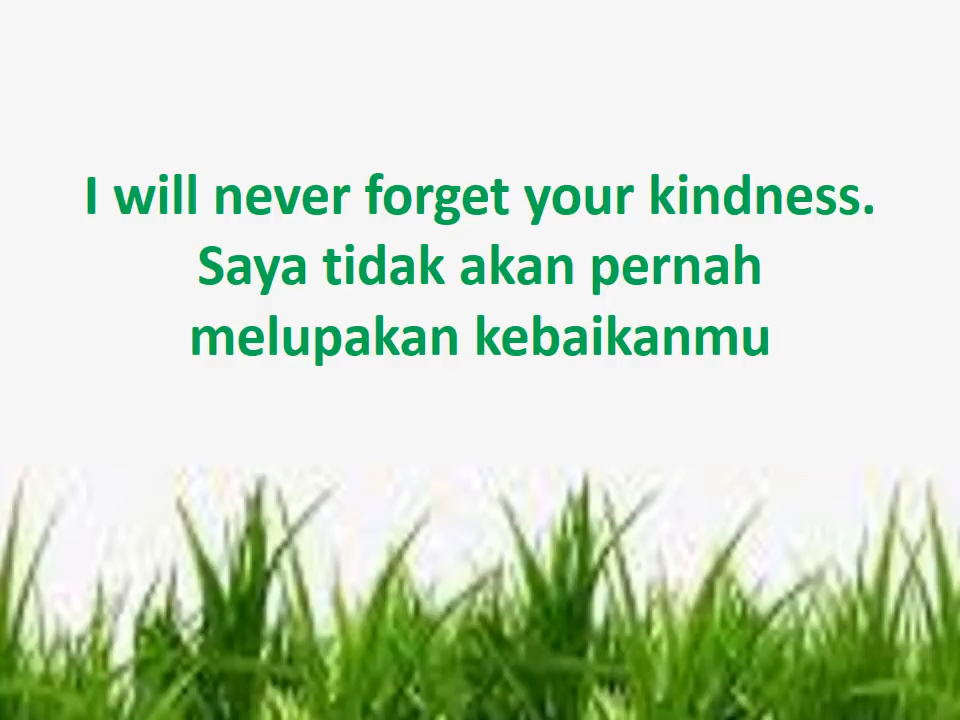 I will never forget your kindness.
Saya tidak akan pernah
melupakan kebaikanmu